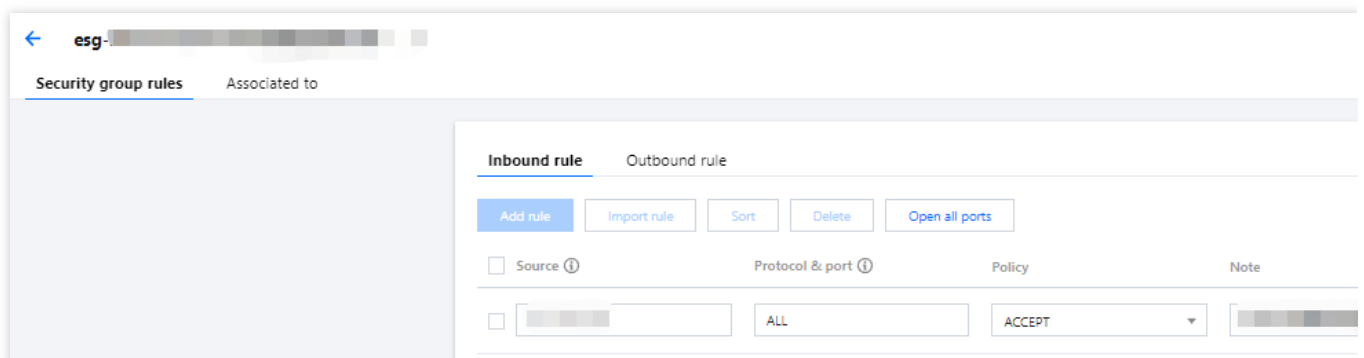 esg-
Security group rules Associated to
Inbound rule Outbound rule
Add rule Import rule Sort Delete Open all ports
Source Protocol & port Policy Note
ALL ACCEPT